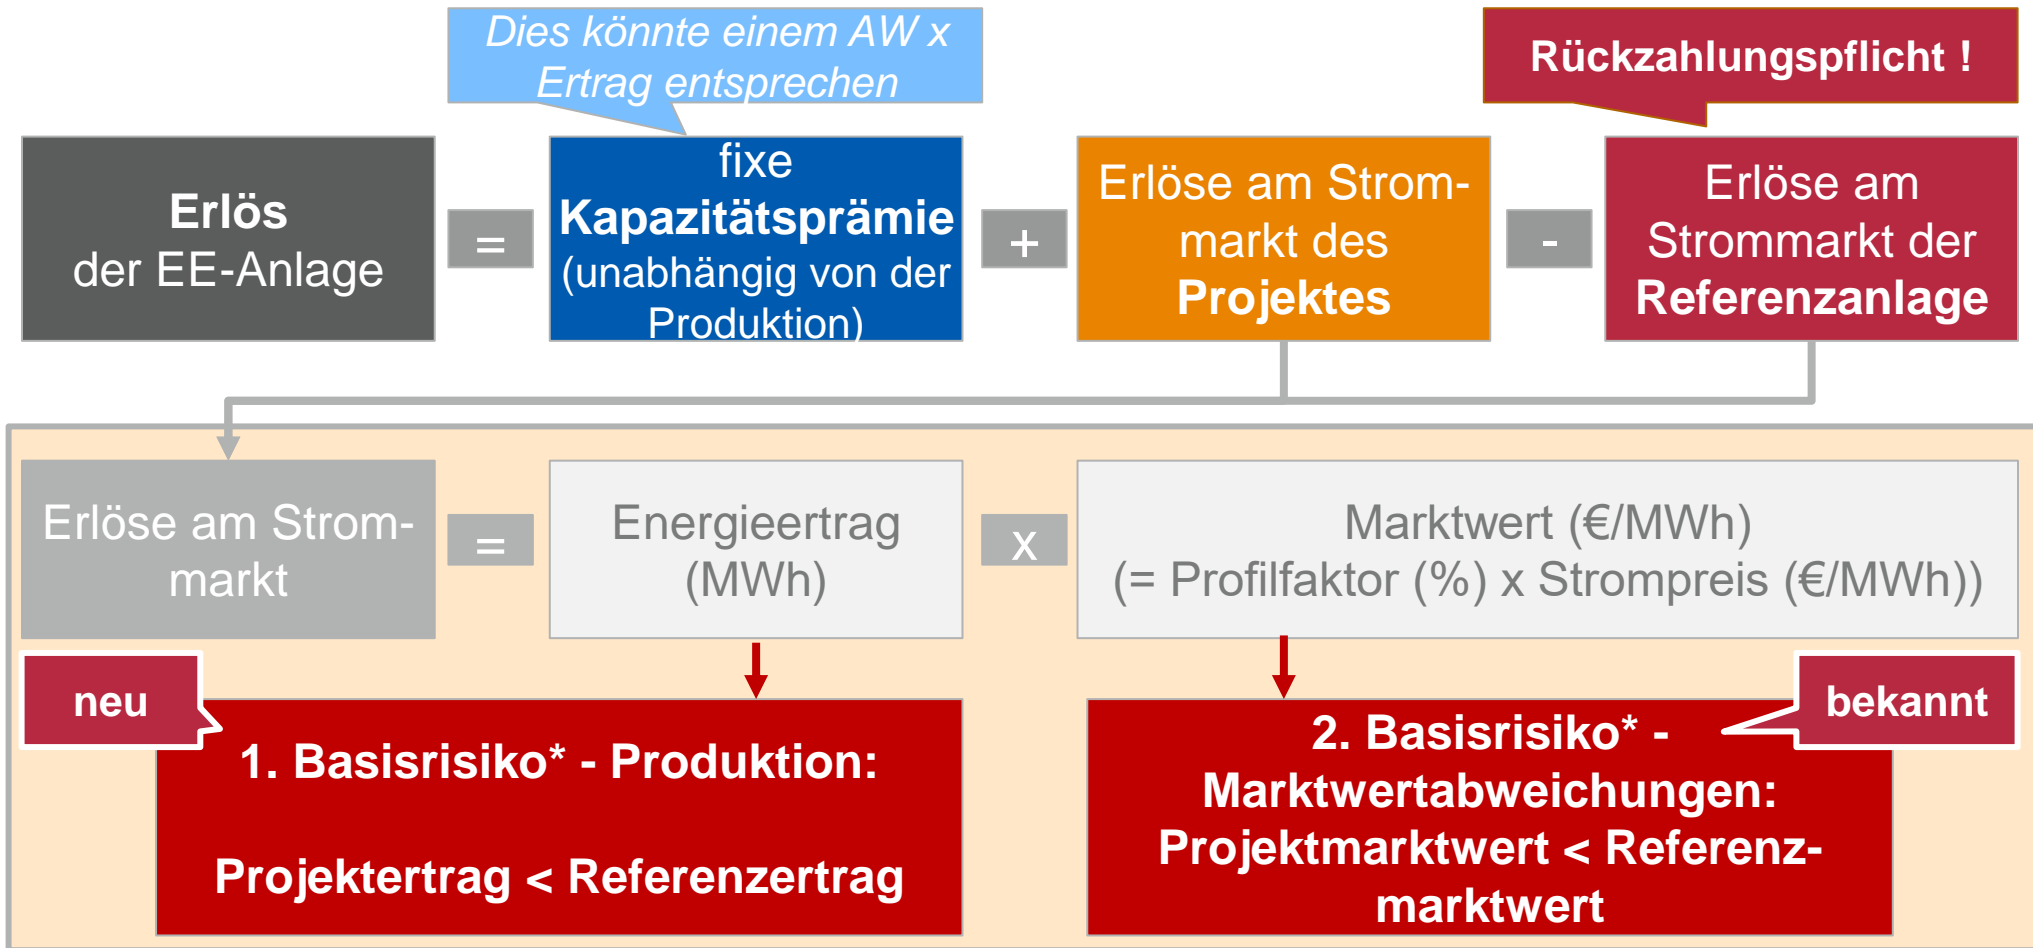 Dies könnte einem AW x
Ertrag entsprechen
Rückzahlungspflicht !
Erlös
der EE-Anlage
=
fixe
Kapazitätsprämie
(unabhängig von der
Produktion)
+
Erlöse am Strom-
markt des
Projektes
-
Erlöse am
Strommarkt der
Referenzanlage
Erlöse am Strom-
markt
=
Energieertrag
(MWh)
x
Marktwert (€/MWh)
(= Profilfaktor (%) x Strompreis (€/MWh))
neu
1. Basisrisiko* - Produktion:
Projektertrag < Referenzertrag
bekannt
2. Basisrisiko* -
Marktwertabweichungen:
Projektmarktwert < Referenz-
marktwert